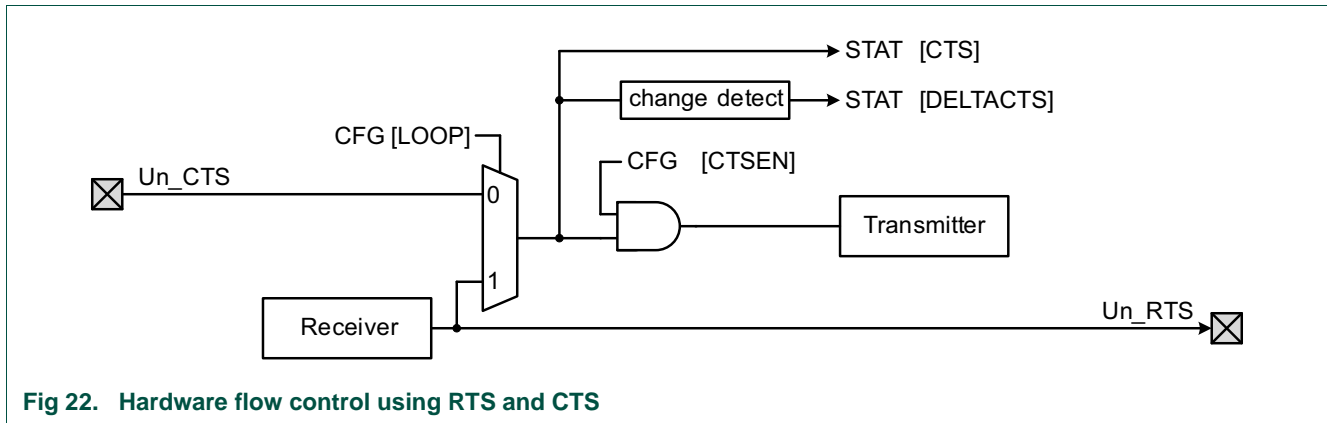 STAT [CTS]
change detect
STAT [DELTACTS]
CFG [LOOP]
CFG [CTSEN]
Un_CTS
0
Transmitter
1
Receiver
Un_RTS
Fig 22. Hardware flow control using RTS and CTS